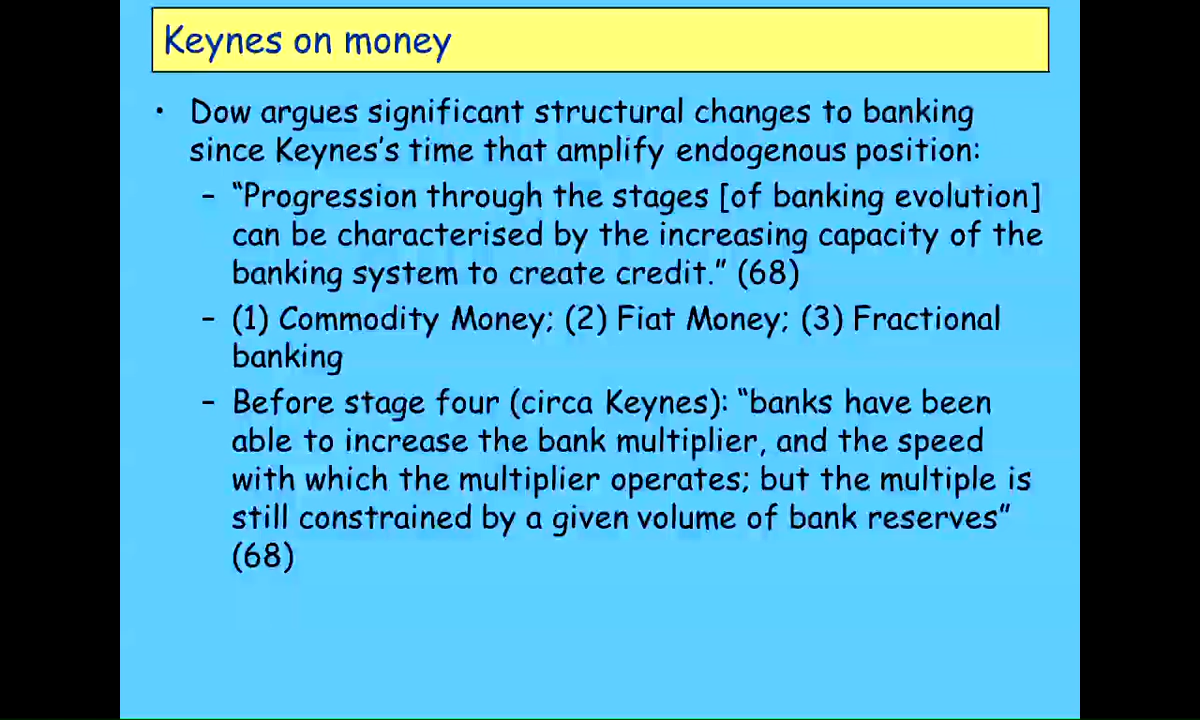 Keynes on money
• Dow argues significant structural changes to banking
since Keynes's time that amplify endogenous position:
– "Progression through the stages [of banking evolution]
can be characterised by the increasing capacity of the
banking system to create credit." (68)
– (1) Commodity Money; (2) Fiat Money; (3) Fractional
banking
– Before stage four (circa Keynes): "banks have been
able to increase the bank multiplier, and the speed
with which the multiplier operates; but the multiple is
still constrained by a given volume of bank reserves"
(68)